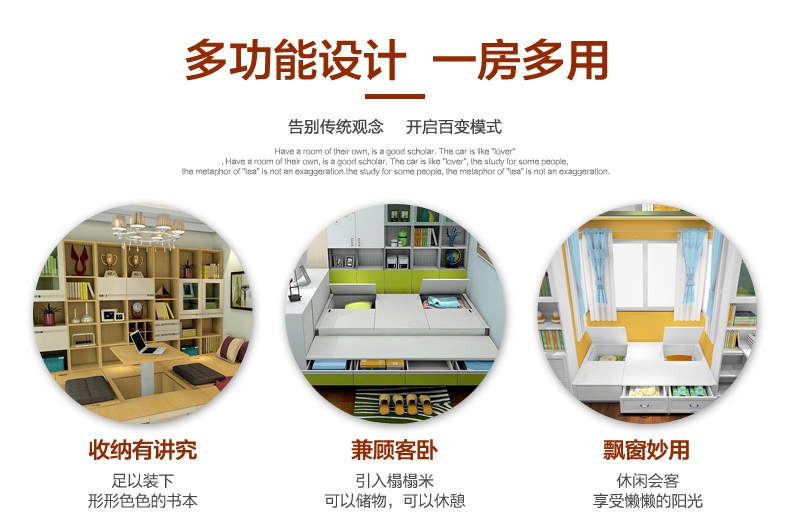 多功能设计 一房多用
告别传统观念 开启百变模式
Have a room of their own, is a good scholar. The car is like "lover"
, Have a room of their own, is a good scholar. The car is like "lover", the study for some people,
the metaphor of "tea" is not an exaggeration.the study for some people, the metaphor of "tea" is not an exaggeration.
收纳有讲究
足以装下
形形色色的书本
兼顾客卧
引入榻榻米
可以储物，可以休憩
飘窗妙用
休闲会客
享受懒懒的阳光